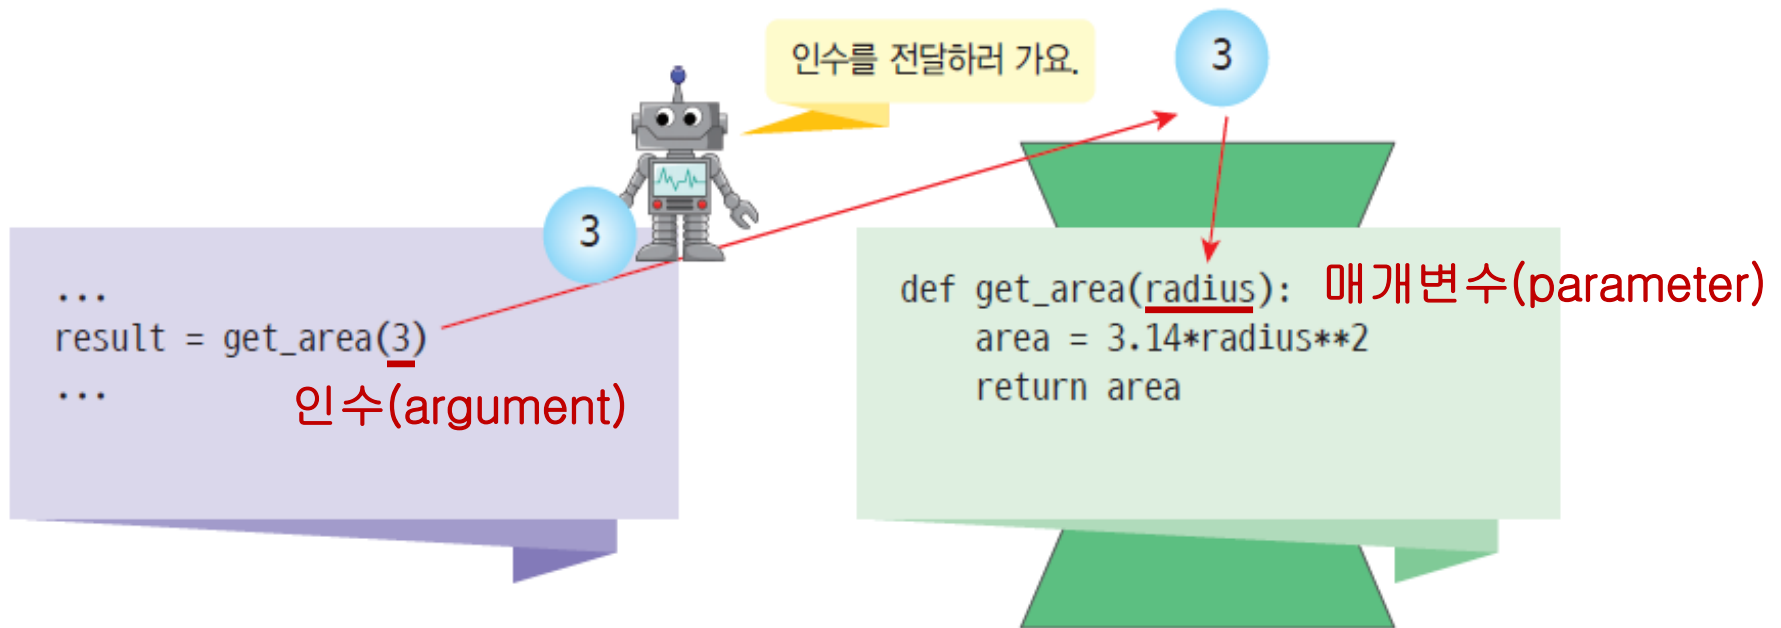 인수를 전달하러 가요.
3
3
...
result = get_area(3)
...
인수(argument)
def get_area(radius):
매개변수(parameter)
    area = 3.14*radius**2
    return area